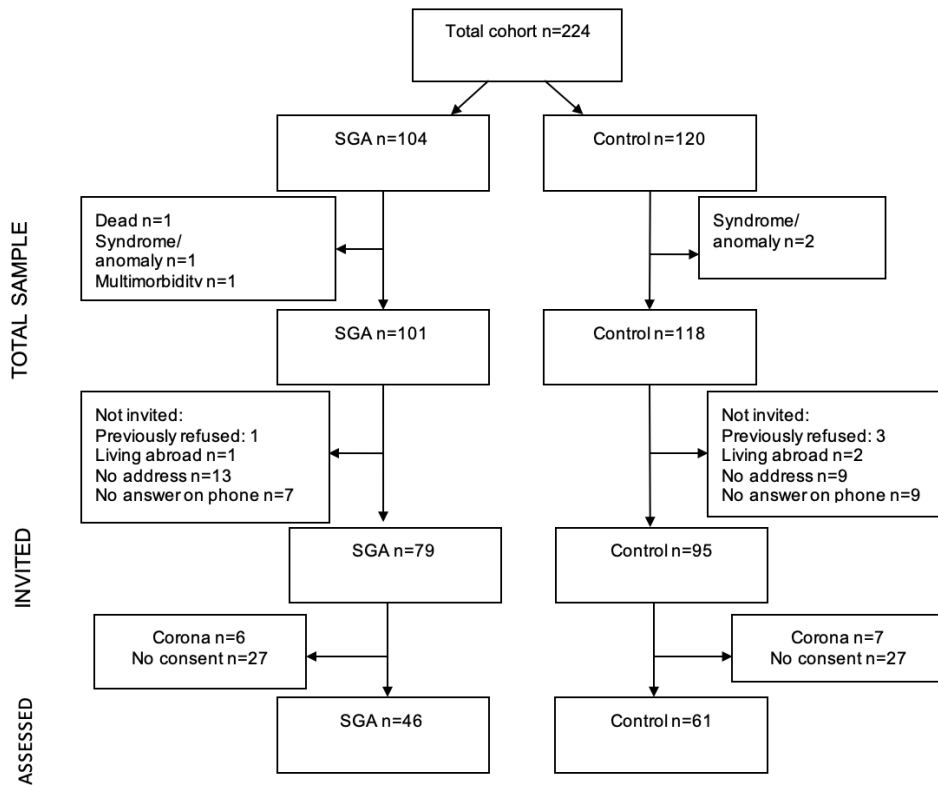 Total cohort n=224
SGA n=104
Control n=120
Dead n=1
Syndrome/
anomaly n=1
Multimorbidity n=1
Syndrome/
anomaly n=2
TOTAL SAMPLE
SGA n=101
Control n=118
Not invited:
Previously refused: 1
Living abroad n=1
No address n=13
No answer on phone n=7
Not invited:
Previously refused: 3
Living abroad n=2
No address n=9
No answer on phone n=9
INVITED
SGA n=79
Control n=95
Corona n=6
No consent n=27
Corona n=7
No consent n=27
ASSESSED
SGA n=46
Control n=61